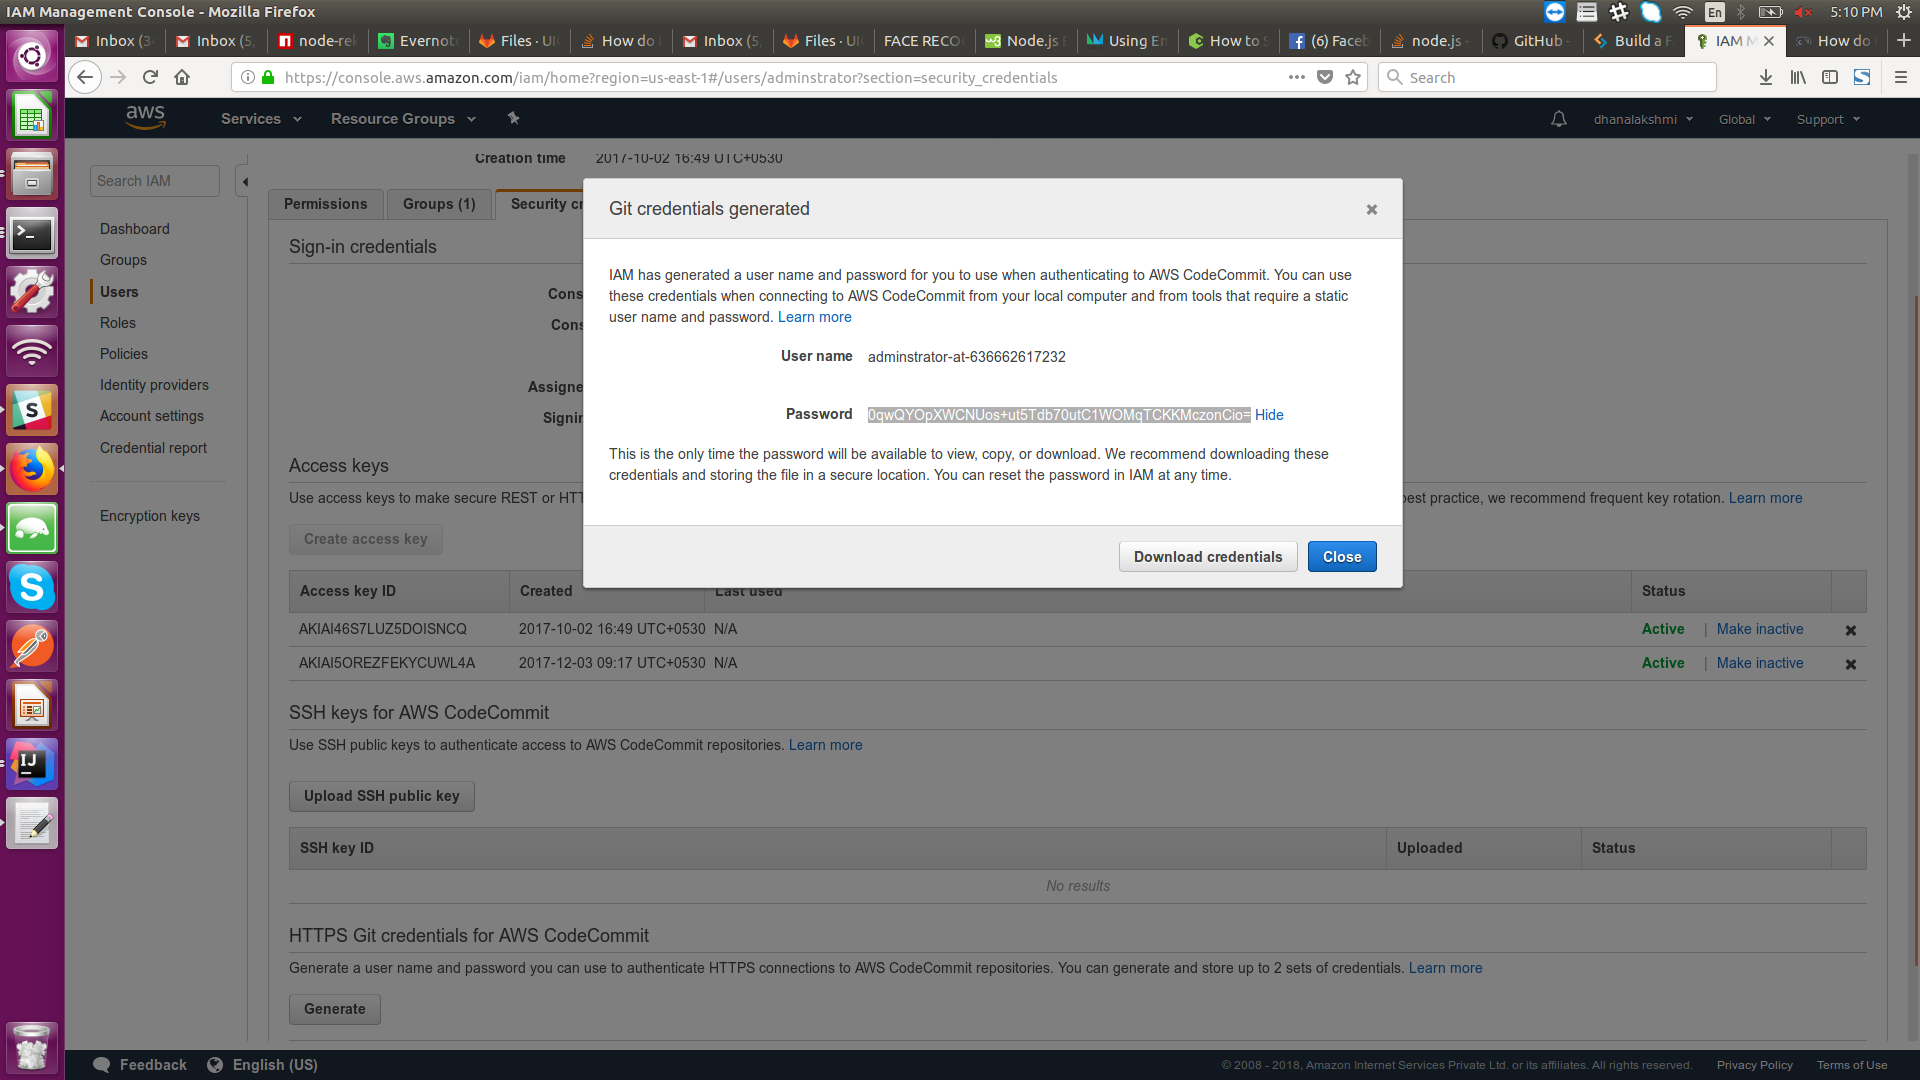 IAM Management Console - Mozilla Firefox
En
5:10 PM
Inbox (3
Inbox (5,
node-rek
Evernot
Files · UI
How do
Inbox (5,
Files · UI
FACE RECO
Node.js
Using En
How to S
(6) Faceb
node.js -
GitHub -
Build a F
IAM M
How do
https://console.aws.amazon.com/iam/home?region=us-east-1#/users/adminstrator?section=security_credentials
Search
aws
Services
Resource Groups
dhanalakshmi
Global
Support
Search IAM
Dashboard
Groups
Users
Roles
Policies
Identity providers
Account settings
Credential report
Encryption keys
Creation time 2017-10-02 16:49 UTC+0530
Permissions
Groups (1)
Security cr
Sign-in credentials
Cons
Cons
Assigne
Signin
Git credentials generated
IAM has generated a user name and password for you to use when authenticating to AWS CodeCommit. You can use
these credentials when connecting to AWS CodeCommit from your local computer and from tools that require a static
user name and password. Learn more
User name adminstrator-at-636662617232
Password 0qwQYOpXWCNUos+ut5Tdb70utC1WOMqTCKKMczonCio= Hide
This is the only time the password will be available to view, copy, or download. We recommend downloading these
credentials and storing the file in a secure location. You can reset the password in IAM at any time.
Download credentials
Close
Access keys
Use access keys to make secure REST or HTT
best practice, we recommend frequent key rotation. Learn more
Create access key
Access key ID Created Last used Status
AKIAI46S7LUZ5DOISNCQ 2017-10-02 16:49 UTC+0530 N/A Active | Make inactive
AKIAI5OREZFEKYCUWL4A 2017-12-03 09:17 UTC+0530 N/A Active | Make inactive
SSH keys for AWS CodeCommit
Use SSH public keys to authenticate access to AWS CodeCommit repositories. Learn more
Upload SSH public key
SSH key ID Uploaded Status
No results
HTTPS Git credentials for AWS CodeCommit
Generate a user name and password you can use to authenticate HTTPS connections to AWS CodeCommit repositories. You can generate and store up to 2 sets of credentials. Learn more
Generate
Feedback
English (US)
© 2008 - 2018, Amazon Internet Services Private Ltd. or its affiliates. All rights reserved.
Privacy Policy
Terms of Use